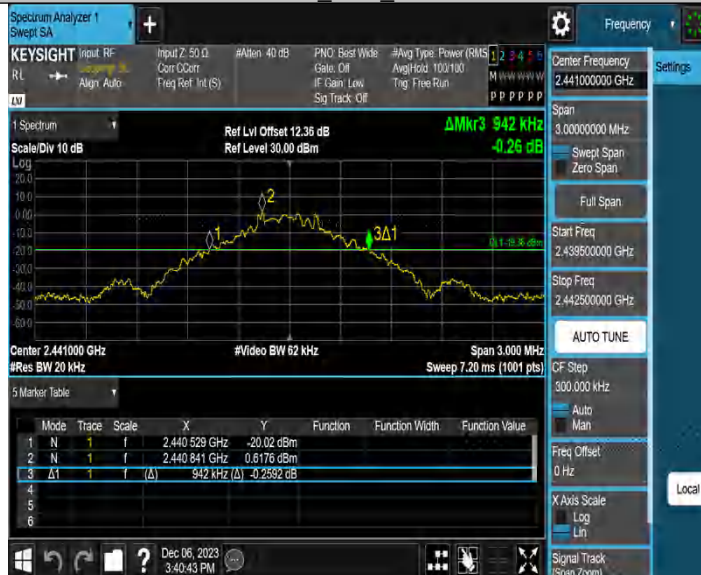 Spectrum Analyzer 1
Swept SA
+
Frequency
KEYSIGHT Input: RF Input Z: 50 Ω #Atten: 40 dB PNO: Best Wide #Avg Type: Power (RMS) 1 2 3 4 5 6
RL Align: Auto Corr CCorr Gate: Off Avg|Hold: 100/100 M W W W W W
Freq Ref: Int (S) IF Gain: Low Trig: Free Run
Sig Track: Off P P P P P P
LXI
1 Spectrum
Ref Lvl Offset 12.36 dB
ΔMkr3 942 kHz
Scale/Div 10 dB
Ref Level 30.00 dBm
-0.26 dB
Log
20.0
10.0
0.00
-10.0
-20.0
-30.0
-40.0
-50.0
-60.0
1
2
3Δ1
DL1 -19.38 dBm
Center 2.441000 GHz #Video BW 62 kHz Span 3.000 MHz
#Res BW 20 kHz Sweep 7.20 ms (1001 pts)
5 Marker Table
Mode Trace Scale X Y Function Function Width Function Value
1 N 1 f 2.440 529 GHz -20.02 dBm
2 N 1 f 2.440 841 GHz 0.6176 dBm
3 Δ1 1 f (Δ) 942 kHz (Δ) -0.2592 dB
4
5
6
?
Dec 06, 2023
3:40:43 PM
Center Frequency
2.441000000 GHz
Settings
Span
3.00000000 MHz
Swept Span
Zero Span
Full Span
Start Freq
2.439500000 GHz
Stop Freq
2.442500000 GHz
AUTO TUNE
CF Step
300.000 kHz
Auto
Man
Freq Offset
0 Hz
Local
X Axis Scale
Log
Lin
Signal Track
(Span Zoom)